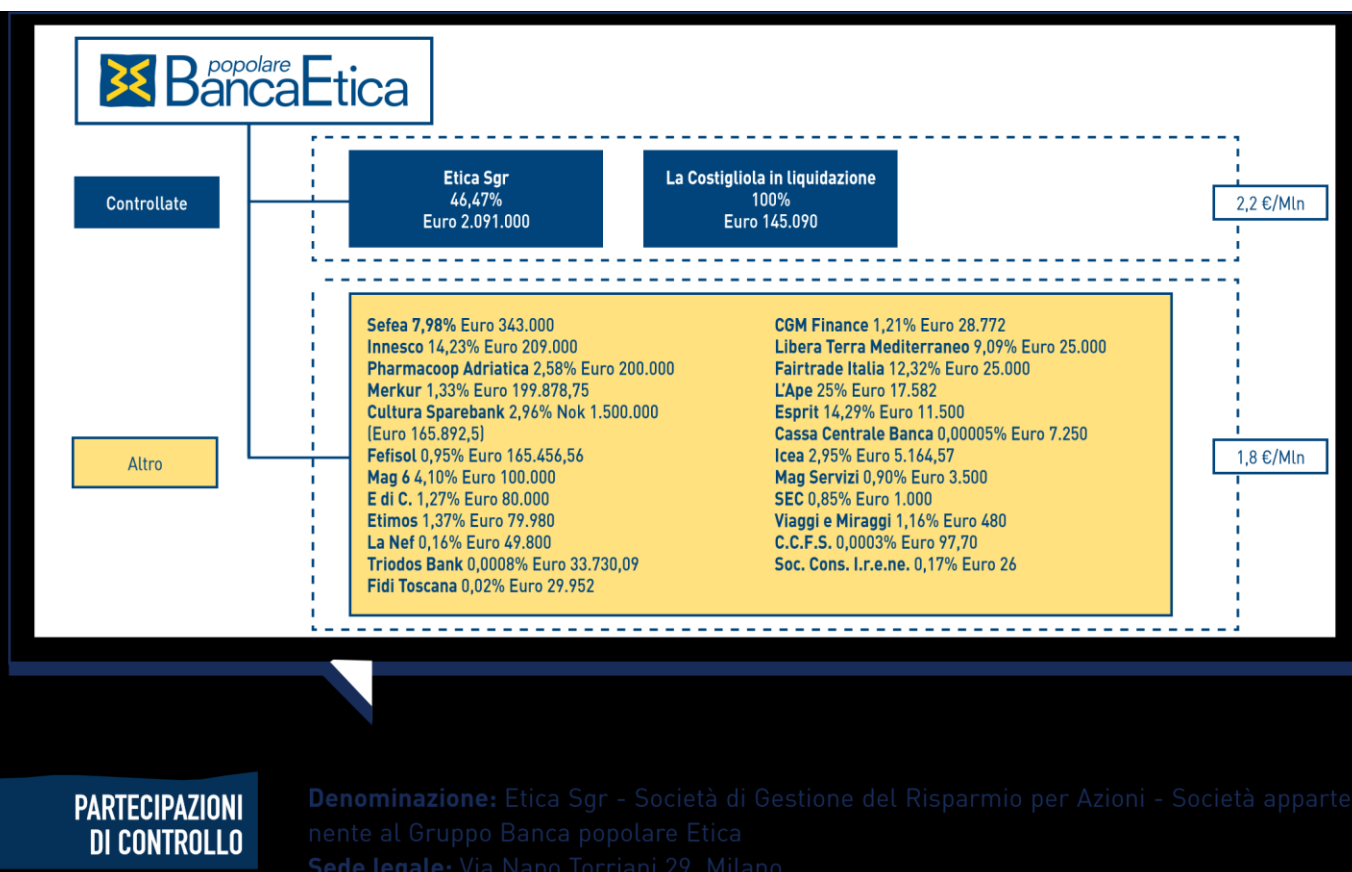 popolare
BancaEtica
Controllate
Etica Sgr
46,47%
Euro 2.091.000
La Costigliola in liquidazione
100%
Euro 145.090
2,2 €/Mln
Altro
Sefea 7,98% Euro 343.000
Innesco 14,23% Euro 209.000
Pharmacoop Adriatica 2,58% Euro 200.000
Merkur 1,33% Euro 199.878,75
Cultura Sparebank 2,96% Nok 1.500.000
(Euro 165.892,5)
Fefisol 0,95% Euro 165.456,56
Mag 6 4,10% Euro 100.000
E di C. 1,27% Euro 80.000
Etimos 1,37% Euro 79.980
La Nef 0,16% Euro 49.800
Triodos Bank 0,0008% Euro 33.730,09
Fidi Toscana 0,02% Euro 29.952
CGM Finance 1,21% Euro 28.772
Libera Terra Mediterraneo 9,09% Euro 25.000
Fairtrade Italia 12,32% Euro 25.000
L'Ape 25% Euro 17.582
Esprit 14,29% Euro 11.500
Cassa Centrale Banca 0,00005% Euro 7.250
Icea 2,95% Euro 5.164,57
Mag Servizi 0,90% Euro 3.500
SEC 0,85% Euro 1.000
Viaggi e Miraggi 1,16% Euro 480
C.C.F.S. 0,0003% Euro 97,70
Soc. Cons. I.r.e.ne. 0,17% Euro 26
1,8 €/Mln
PARTECIPAZIONI
DI CONTROLLO
Denominazione: Etica Sgr - Società di Gestione del Risparmio per Azioni - Società apparte
nente al Gruppo Banca popolare Etica
Sede legale: Via Napo Torriani 29, Milano